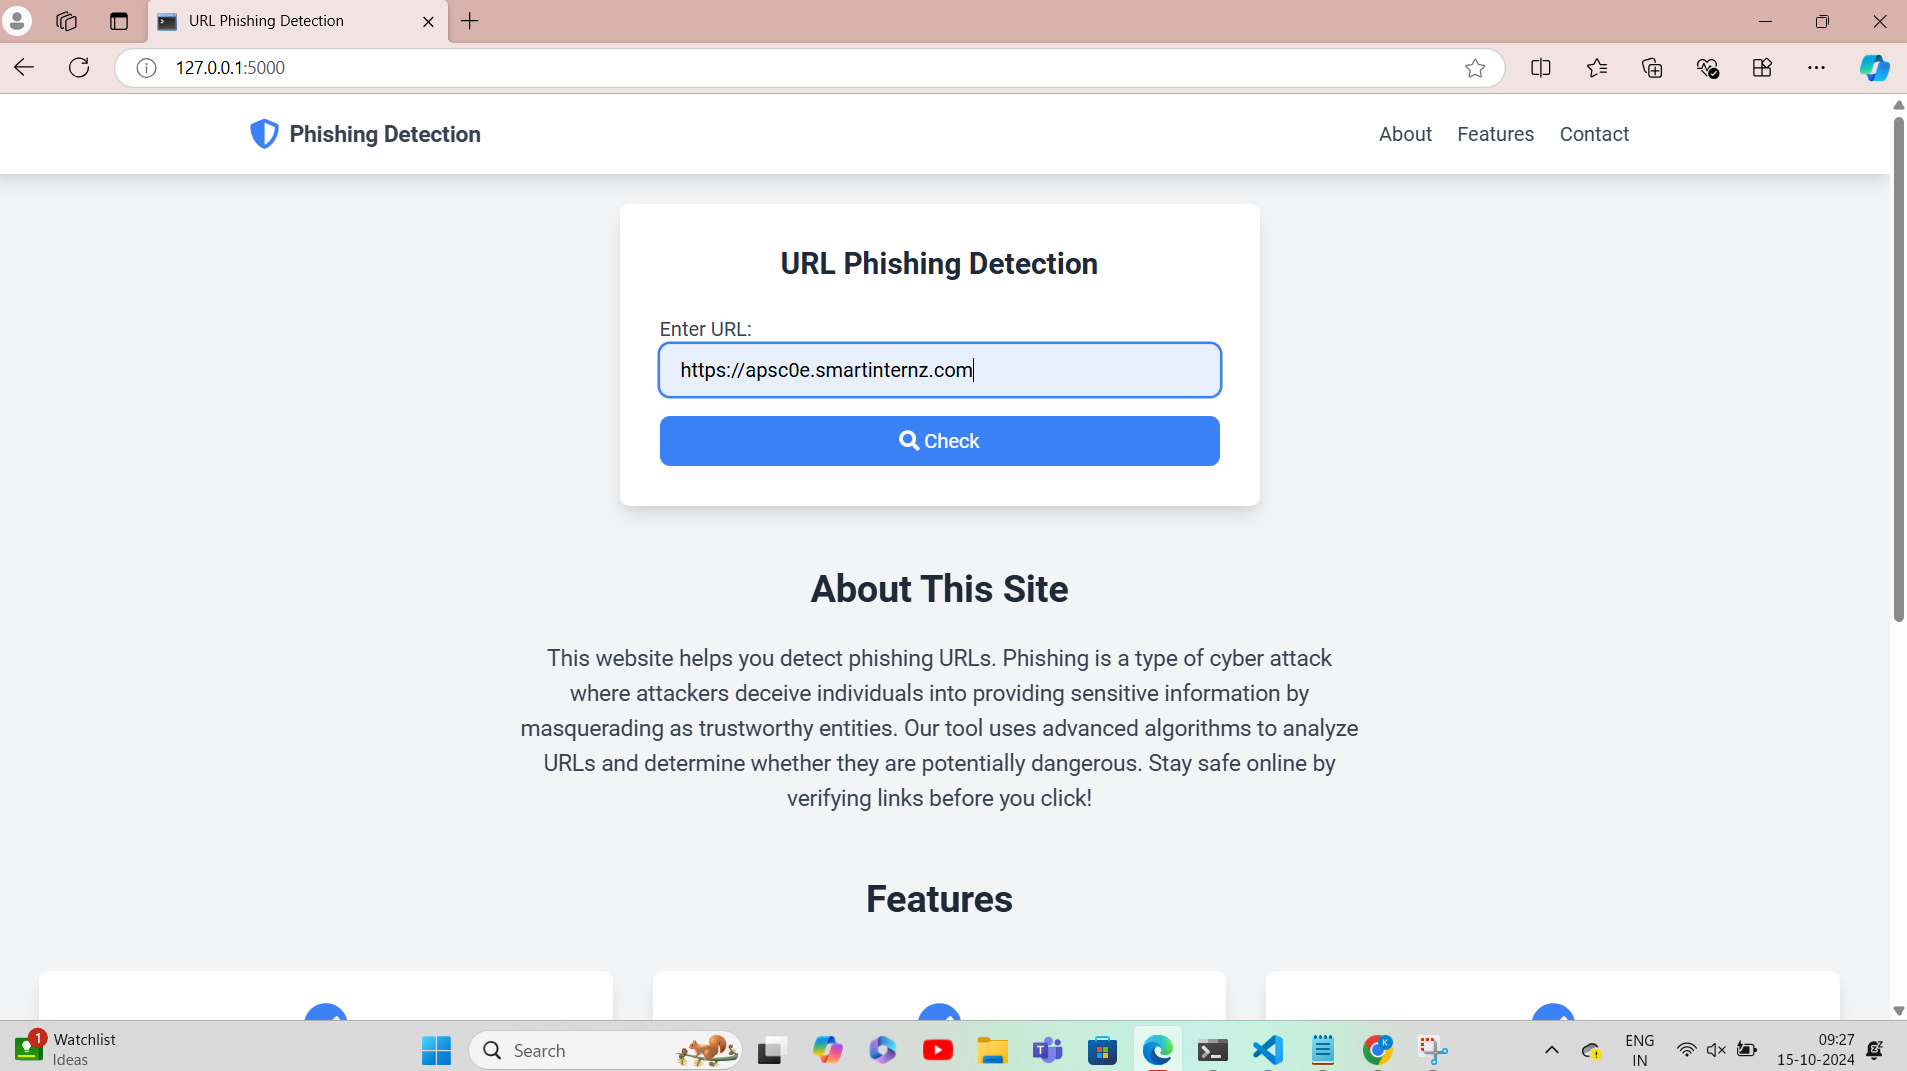 URL Phishing Detection
127.0.0.1:5000
Phishing Detection
About Features Contact
URL Phishing Detection
Enter URL:
https://apsc0e.smartinternz.com
Check
About This Site
This website helps you detect phishing URLs. Phishing is a type of cyber attack
where attackers deceive individuals into providing sensitive information by
masquerading as trustworthy entities. Our tool uses advanced algorithms to analyze
URLs and determine whether they are potentially dangerous. Stay safe online by
verifying links before you click!
Features
1
Watchlist
Ideas
Search
T
K
ENG
IN
09:27
15-10-2024